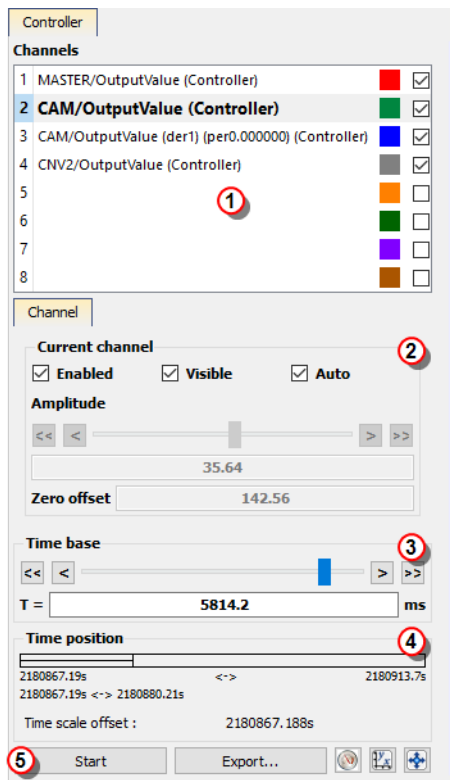 Controller
Channels
1 MASTER/OutputValue (Controller)
2 CAM/OutputValue (Controller)
3 CAM/OutputValue (der1) (per0.000000) (Controller)
4 CNV2/OutputValue (Controller)
5
1
6
7
8
Channel
Current channel
2
Enabled Visible Auto
Amplitude
<< < > >>
35.64
Zero offset 142.56
Time base
3
<< < > >>
T = 5814.2 ms
Time position
4
2180867.19s <-> 2180913.7s
2180867.19s <-> 2180880.21s
Time scale offset : 2180867.188s
5 Start Export...